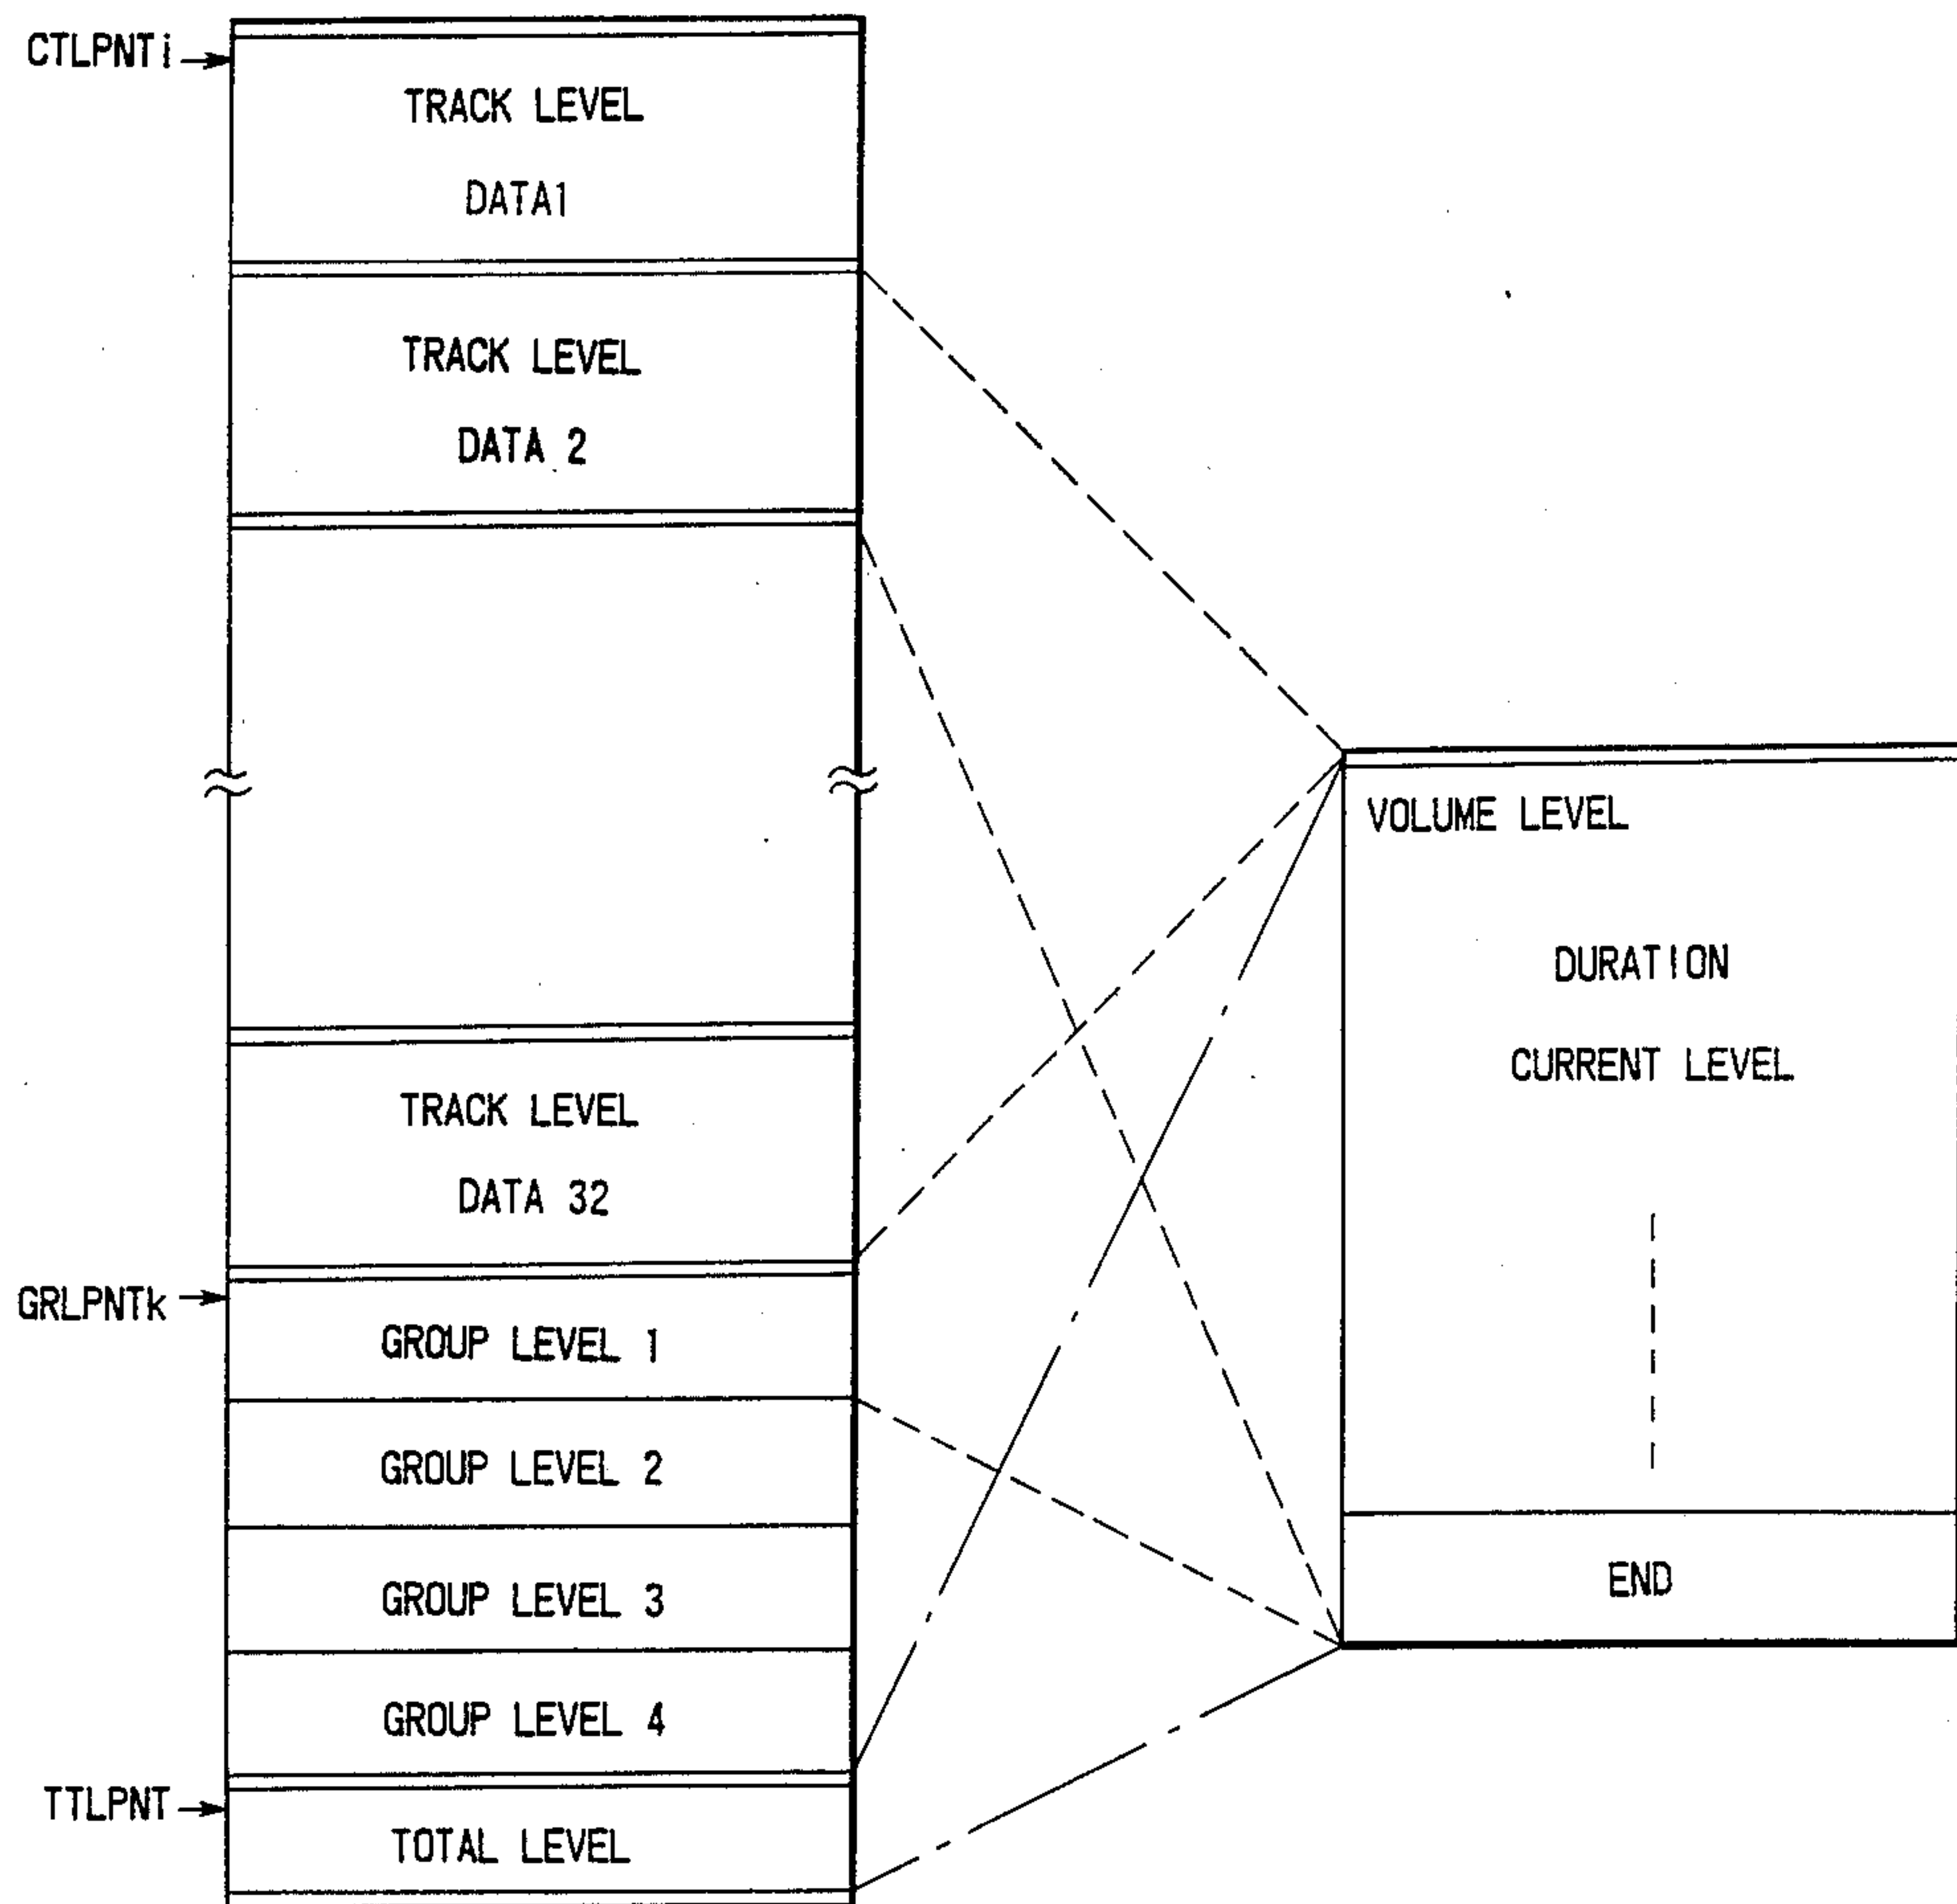 CTLPNTi
TRACK LEVEL
DATA1
TRACK LEVEL
DATA 2
VOLUME LEVEL
DURATION
CURRENT LEVEL
TRACK LEVEL
DATA 32
GRLPNTk
GROUP LEVEL 1
GROUP LEVEL 2
GROUP LEVEL 3
END
GROUP LEVEL 4
TTLPNT
TOTAL LEVEL